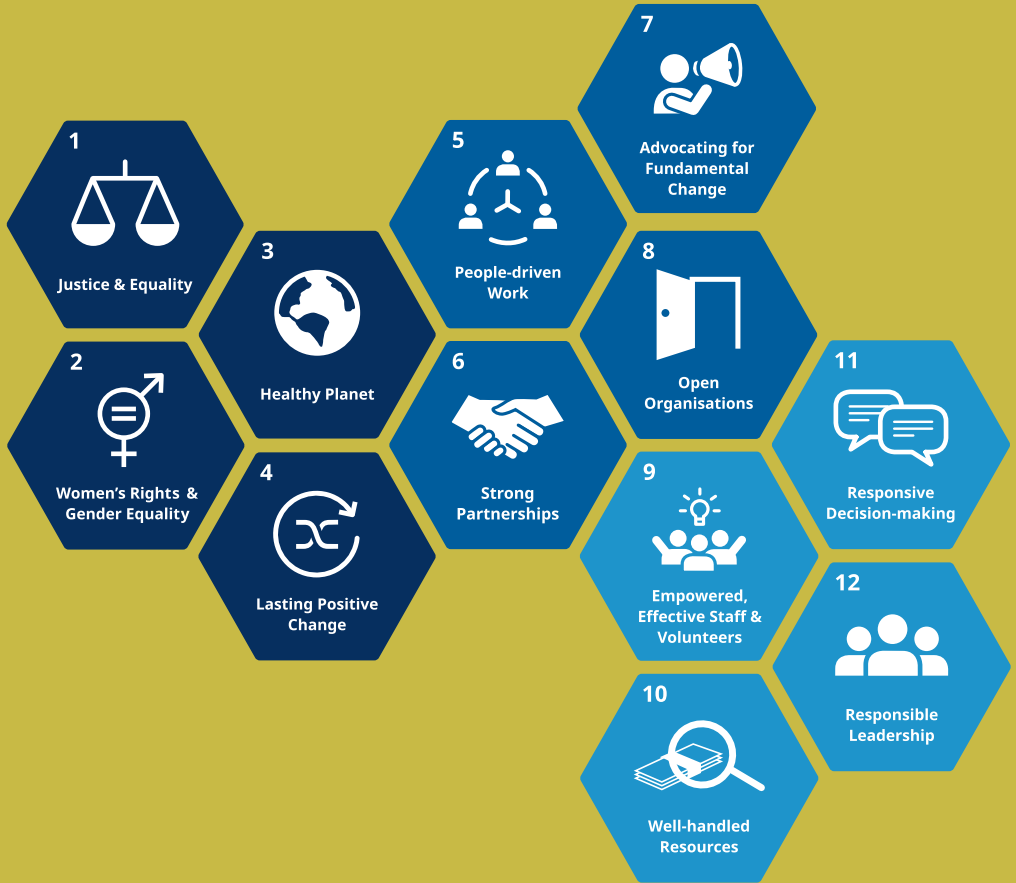 1
Justice & Equality
2
Women’s Rights & 
Gender Equality
3
Healthy Planet
4
Lasting Positive
Change
5
People-driven
Work
6
Strong
Partnerships
7
Advocating for
Fundamental
Change
8
Open
Organisations
9
Empowered,
Effective Staff &
Volunteers
10
Well-handled
Resources
11
Responsive
Decision-making
12
Responsible
Leadership